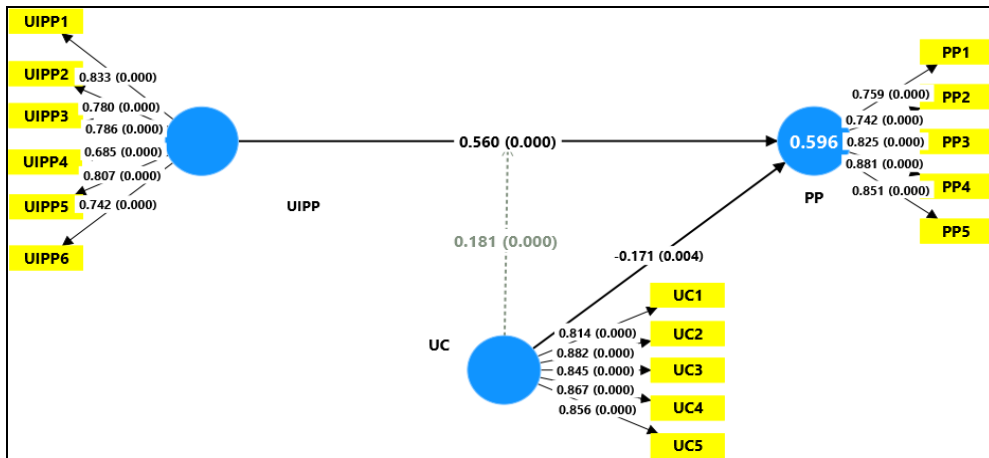 UIPP1
UIPP2
UIPP3
UIPP4
UIPP5
UIPP6
0.833 (0.000)
0.780 (0.000)
0.786 (0.000)
0.685 (0.000)
0.807 (0.000)
0.742 (0.000)
UIPP
0.560 (0.000)
0.181 (0.000)
-0.171 (0.004)
0.596
PP
0.759 (0.000)
0.742 (0.000)
0.825 (0.000)
0.881 (0.000)
0.851 (0.000)
PP1
PP2
PP3
PP4
PP5
UC
0.814 (0.000)
0.882 (0.000)
0.845 (0.000)
0.867 (0.000)
0.856 (0.000)
UC1
UC2
UC3
UC4
UC5